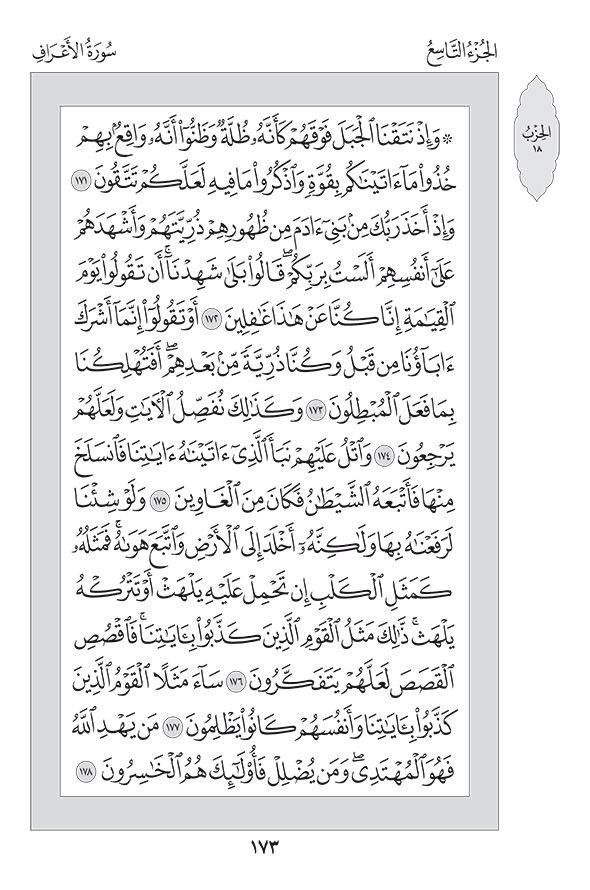 الجُزْءُ التَّاسِعُ
سُورَةُ الأَعْرَافِ
الحِزْبُ
١٨
۞ وَإِذْ نَتَقْنَا ٱلْجَبَلَ فَوْقَهُمْ كَأَنَّهُۥ ظُلَّةٌ وَظَنُّوٓا۟ أَنَّهُۥ وَاقِعٌۢ بِهِمْ
خُذُوا۟ مَآ ءَاتَيْنَـٰكُم بِقُوَّةٍ وَٱذْكُرُوا۟ مَا فِيهِ لَعَلَّكُمْ تَتَّقُونَ ١٧١
وَإِذْ أَخَذَ رَبُّكَ مِنۢ بَنِىٓ ءَادَمَ مِن ظُهُورِهِمْ ذُرِّيَّتَهُمْ وَأَشْهَدَهُمْ
عَلَىٰٓ أَنفُسِهِمْ أَلَسْتُ بِرَبِّكُمْ ۖ قَالُوا۟ بَلَىٰ شَهِدْنَآ ۛ أَن تَقُولُوا۟ يَوْمَ
ٱلْقِيَـٰمَةِ إِنَّا كُنَّا عَنْ هَـٰذَا غَـٰفِلِينَ ١٧٢ أَوْ تَقُولُوٓا۟ إِنَّمَآ أَشْرَكَ
ءَابَآؤُنَا مِن قَبْلُ وَكُنَّا ذُرِّيَّةً مِّنۢ بَعْدِهِمْ ۖ أَفَتُهْلِكُنَا
بِمَا فَعَلَ ٱلْمُبْطِلُونَ ١٧٣ وَكَذَٰلِكَ نُفَصِّلُ ٱلْـَٔايَـٰتِ وَلَعَلَّهُمْ
يَرْجِعُونَ ١٧٤ وَٱتْلُ عَلَيْهِمْ نَبَأَ ٱلَّذِىٓ ءَاتَيْنَـٰهُ ءَايَـٰتِنَا فَٱنسَلَخَ
مِنْهَا فَأَتْبَعَهُ ٱلشَّيْطَـٰنُ فَكَانَ مِنَ ٱلْغَاوِينَ ١٧٥ وَلَوْ شِئْنَا
لَرَفَعْنَـٰهُ بِهَا وَلَـٰكِنَّهُۥٓ أَخْلَدَ إِلَى ٱلْأَرْضِ وَٱتَّبَعَ هَوَىٰهُ ۚ فَمَثَلُهُۥ
كَمَثَلِ ٱلْكَلْبِ إِن تَحْمِلْ عَلَيْهِ يَلْهَثْ أَوْ تَتْرُكْهُ
يَلْهَث ۚ ذَّٰلِكَ مَثَلُ ٱلْقَوْمِ ٱلَّذِينَ كَذَّبُوا۟ بِـَٔايَـٰتِنَا ۚ فَٱقْصُصِ
ٱلْقَصَصَ لَعَلَّهُمْ يَتَفَكَّرُونَ ١٧٦ سَآءَ مَثَلًا ٱلْقَوْمُ ٱلَّذِينَ
كَذَّبُوا۟ بِـَٔايَـٰتِنَا وَأَنفُسَهُمْ كَانُوا۟ يَظْلِمُونَ ١٧٧ مَن يَهْدِ ٱللَّهُ
فَهُوَ ٱلْمُهْتَدِى ۖ وَمَن يُضْلِلْ فَأُو۟لَـٰٓئِكَ هُمُ ٱلْخَـٰسِرُونَ ١٧٨
١٧٣